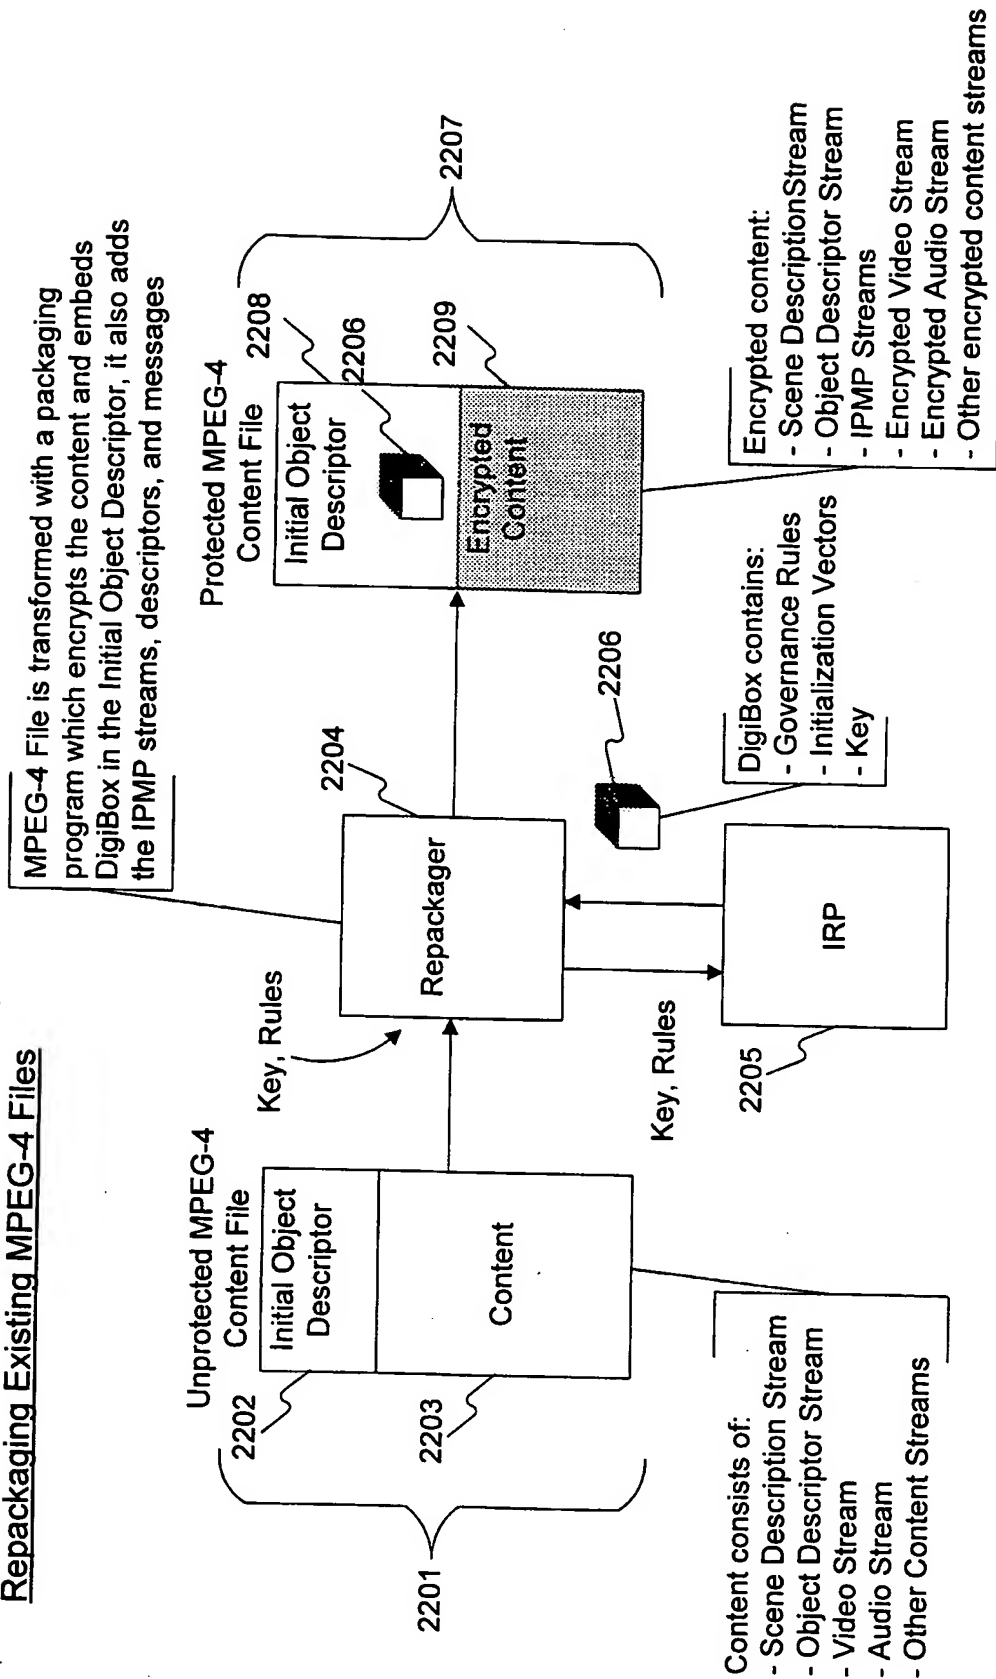 Repackaging Existing MPEG-4 Files
MPEG-4 File is transformed with a packaging
program which encrypts the content and embeds
DigiBox in the Initial Object Descriptor, it also adds
the IPMP streams, descriptors, and messages
Unprotected MPEG-4
Content File
2202
Initial Object
Descriptor
2203
Content
2201
Content consists of:
- Scene Description Stream
- Object Descriptor Stream
- Video Stream
- Audio Stream
- Other Content Streams
Key, Rules
Repackager
2204
Key, Rules
IRP
2205
2206
DigiBox contains:
- Governance Rules
- Initialization Vectors
- Key
Protected MPEG-4
Content File
Initial Object
Descriptor
2208
2206
Encrypted
Content
2209
2207
Encrypted content:
- Scene DescriptionStream
- Object Descriptor Stream
- IPMP Streams
- Encrypted Video Stream
- Encrypted Audio Stream
- Other encrypted content streams